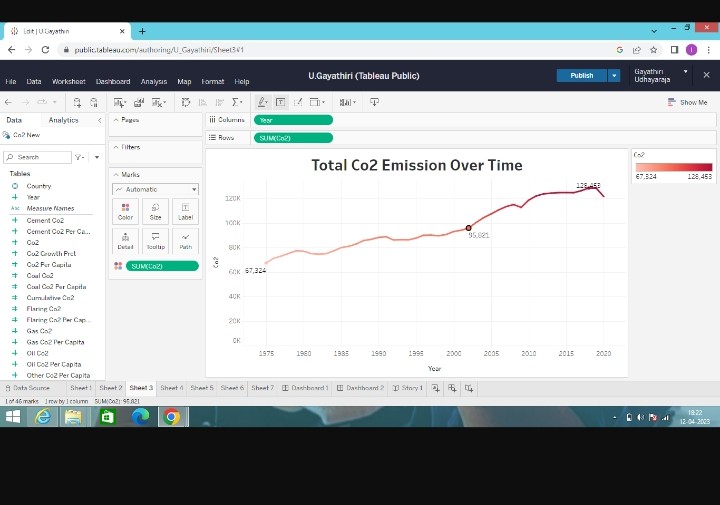 Edit | U.Gayathiri
public.tableau.com/authoring/U_Gayathiri/Sheet3#1
File Data Worksheet Dashboard Analysis Map Format Help
U.Gayathiri (Tableau Public)
Publish
Gayathiri
Udhayaraja
Show Me
Data Analytics
Co2 New
Search
Tables
Country
Year
Abc Measure Names
Cement Co2
Cement Co2 Per Ca...
Co2
Co2 Growth Prct
Co2 Per Capita
Coal Co2
Coal Co2 Per Capita
Cumulative Co2
Flaring Co2
Flaring Co2 Per Cap...
Gas Co2
Gas Co2 Per Capita
Oil Co2
Oil Co2 Per Capita
Other Co2 Per Capita
Pages
Filters
Marks
Automatic
Color Size Label
Detail Tooltip Path
SUM(Co2)
Columns Year
Rows SUM(Co2)
Total Co2 Emission Over Time
128,453
120K
100K
95,821
80K
67,324
60K
40K
20K
0K
Co2
1975 1980 1985 1990 1995 2000 2005 2010 2015 2020
Year
Co2
67,324 128,453
Data Source Sheet 1 Sheet 2 Sheet 3 Sheet 4 Sheet 5 Sheet 6 Sheet 7 Dashboard 1 Dashboard 2 Story 1
1 of 46 marks 1 row by 1 column SUM(Co2): 95,821
18:22
12-04-2023